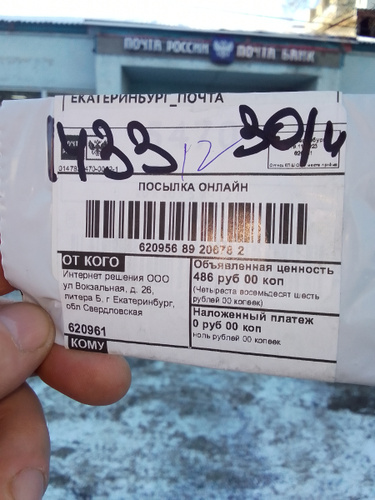 ПОЧТА РОССИИ ПОЧТА БАНК
ЕКАТЕРИНБУРГ_ПОЧТА
1433 12 30/4
ПОСЫЛКА ОНЛАЙН
620956 89 20678 2
ОТ КОГО
Интернет решения ООО
ул Вокзальная, д. 26,
литера Б, г Екатеринбург,
обл Свердловская
620961
КОМУ
Объявленная ценность
486 руб 00 коп
(Четыреста восемьдесят шесть
рублей 00 копеек)
Наложенный платеж
0 руб 00 коп
ноль рублей 00 копеек